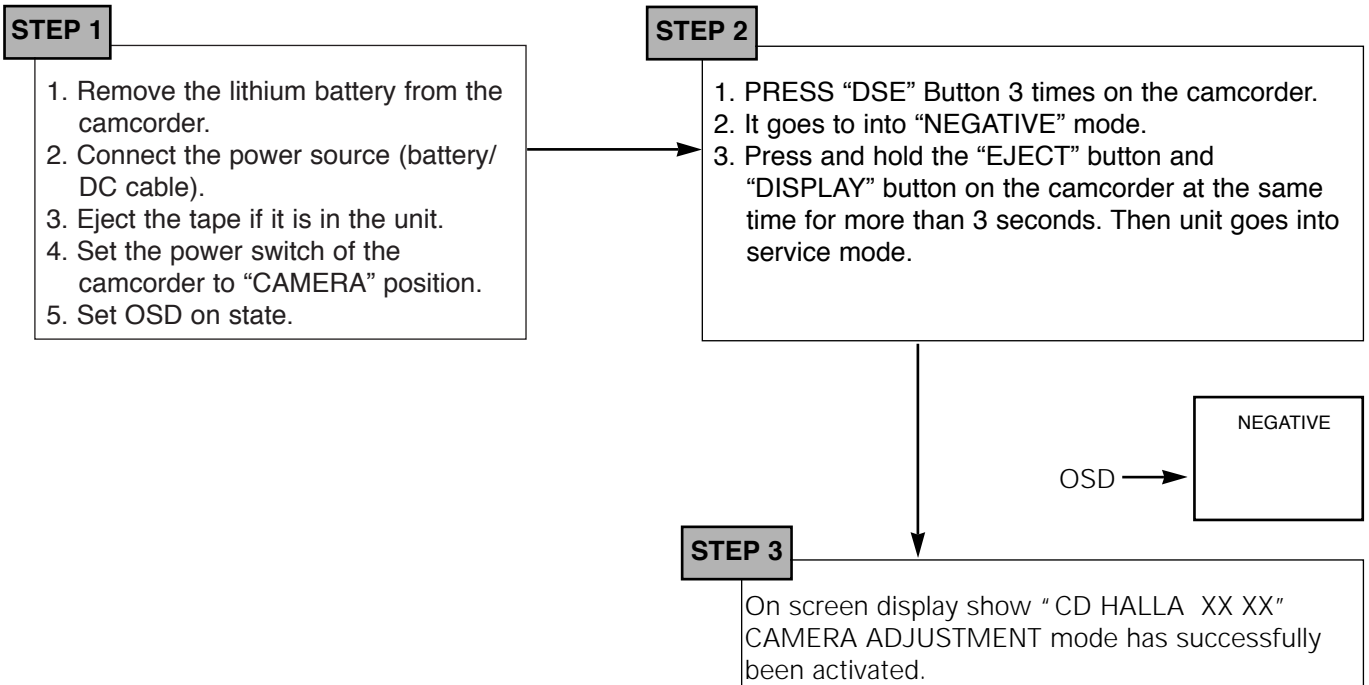 STEP 1
1. Remove the lithium battery from the
camcorder.
2. Connect the power source (battery/
DC cable).
3. Eject the tape if it is in the unit.
4. Set the power switch of the
camcorder to “CAMERA” position.
5. Set OSD on state.
STEP 2
1. PRESS “DSE” Button 3 times on the camcorder.
2. It goes to into “NEGATIVE” mode.
3. Press and hold the “EJECT” button and
“DISPLAY” button on the camcorder at the same
time for more than 3 seconds. Then unit goes into
service mode.
NEGATIVE
OSD
STEP 3
On screen display show “CD HALLA XX XX”
CAMERA ADJUSTMENT mode has successfully
been activated.